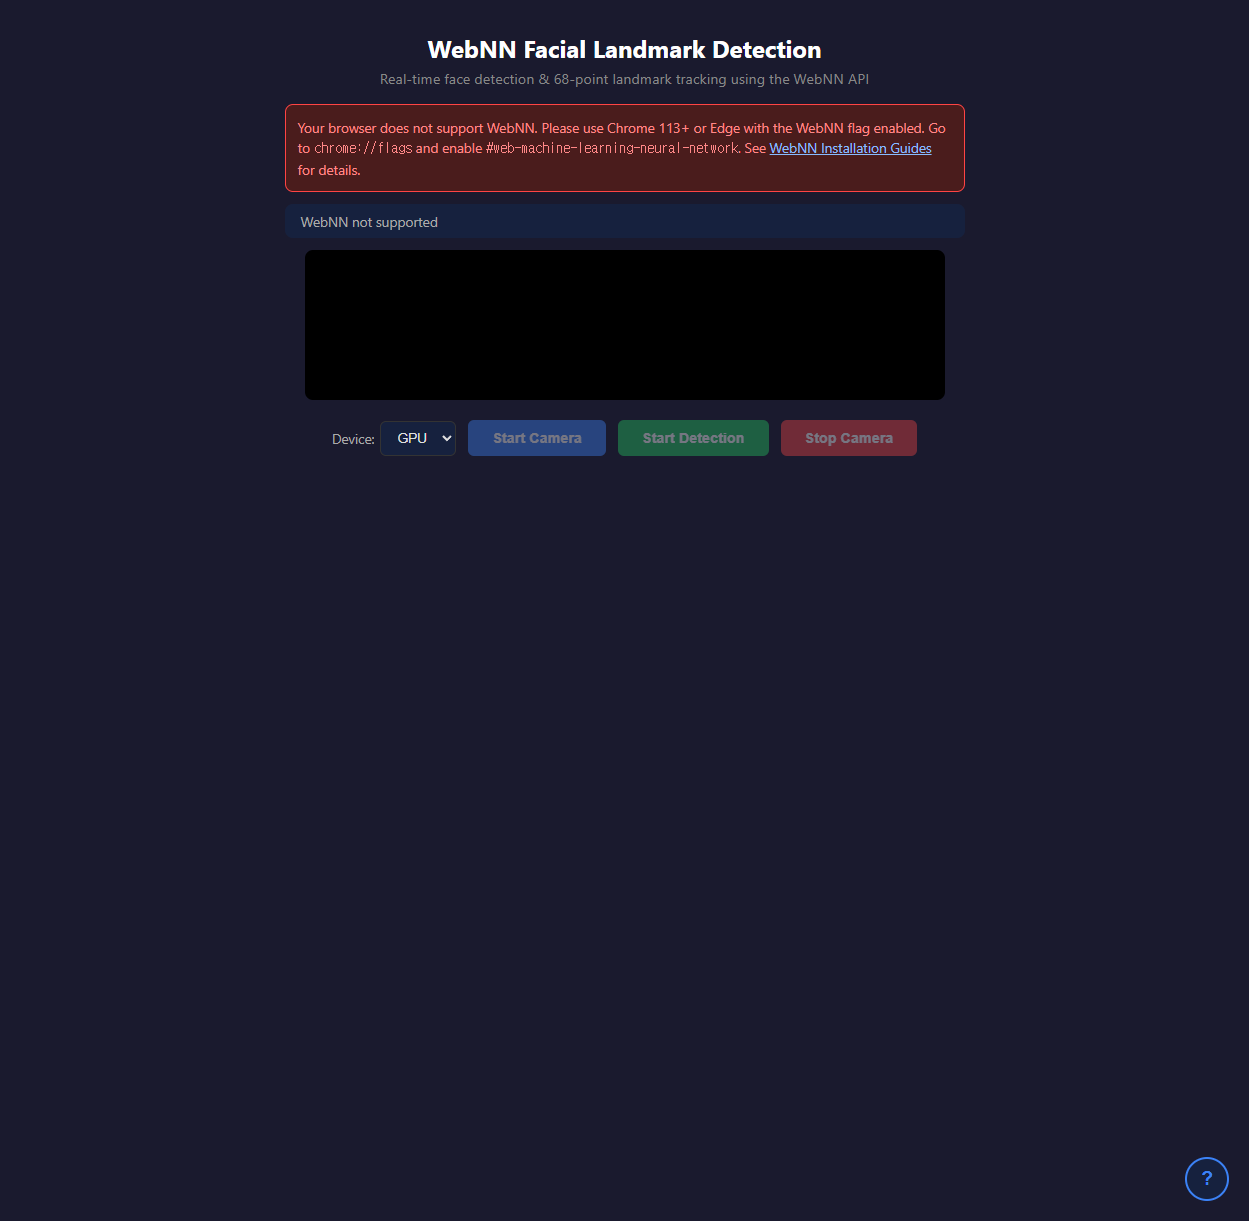 WebNN Facial Landmark Detection
Real-time face detection & 68-point landmark tracking using the WebNN API
Your browser does not support WebNN. Please use Chrome 113+ or Edge with the WebNN flag enabled. Go
to chrome://flags and enable #web-machine-learning-neural-network. See WebNN Installation Guides
for details.
WebNN not supported
Device: GPU Start Camera Start Detection Stop Camera
?